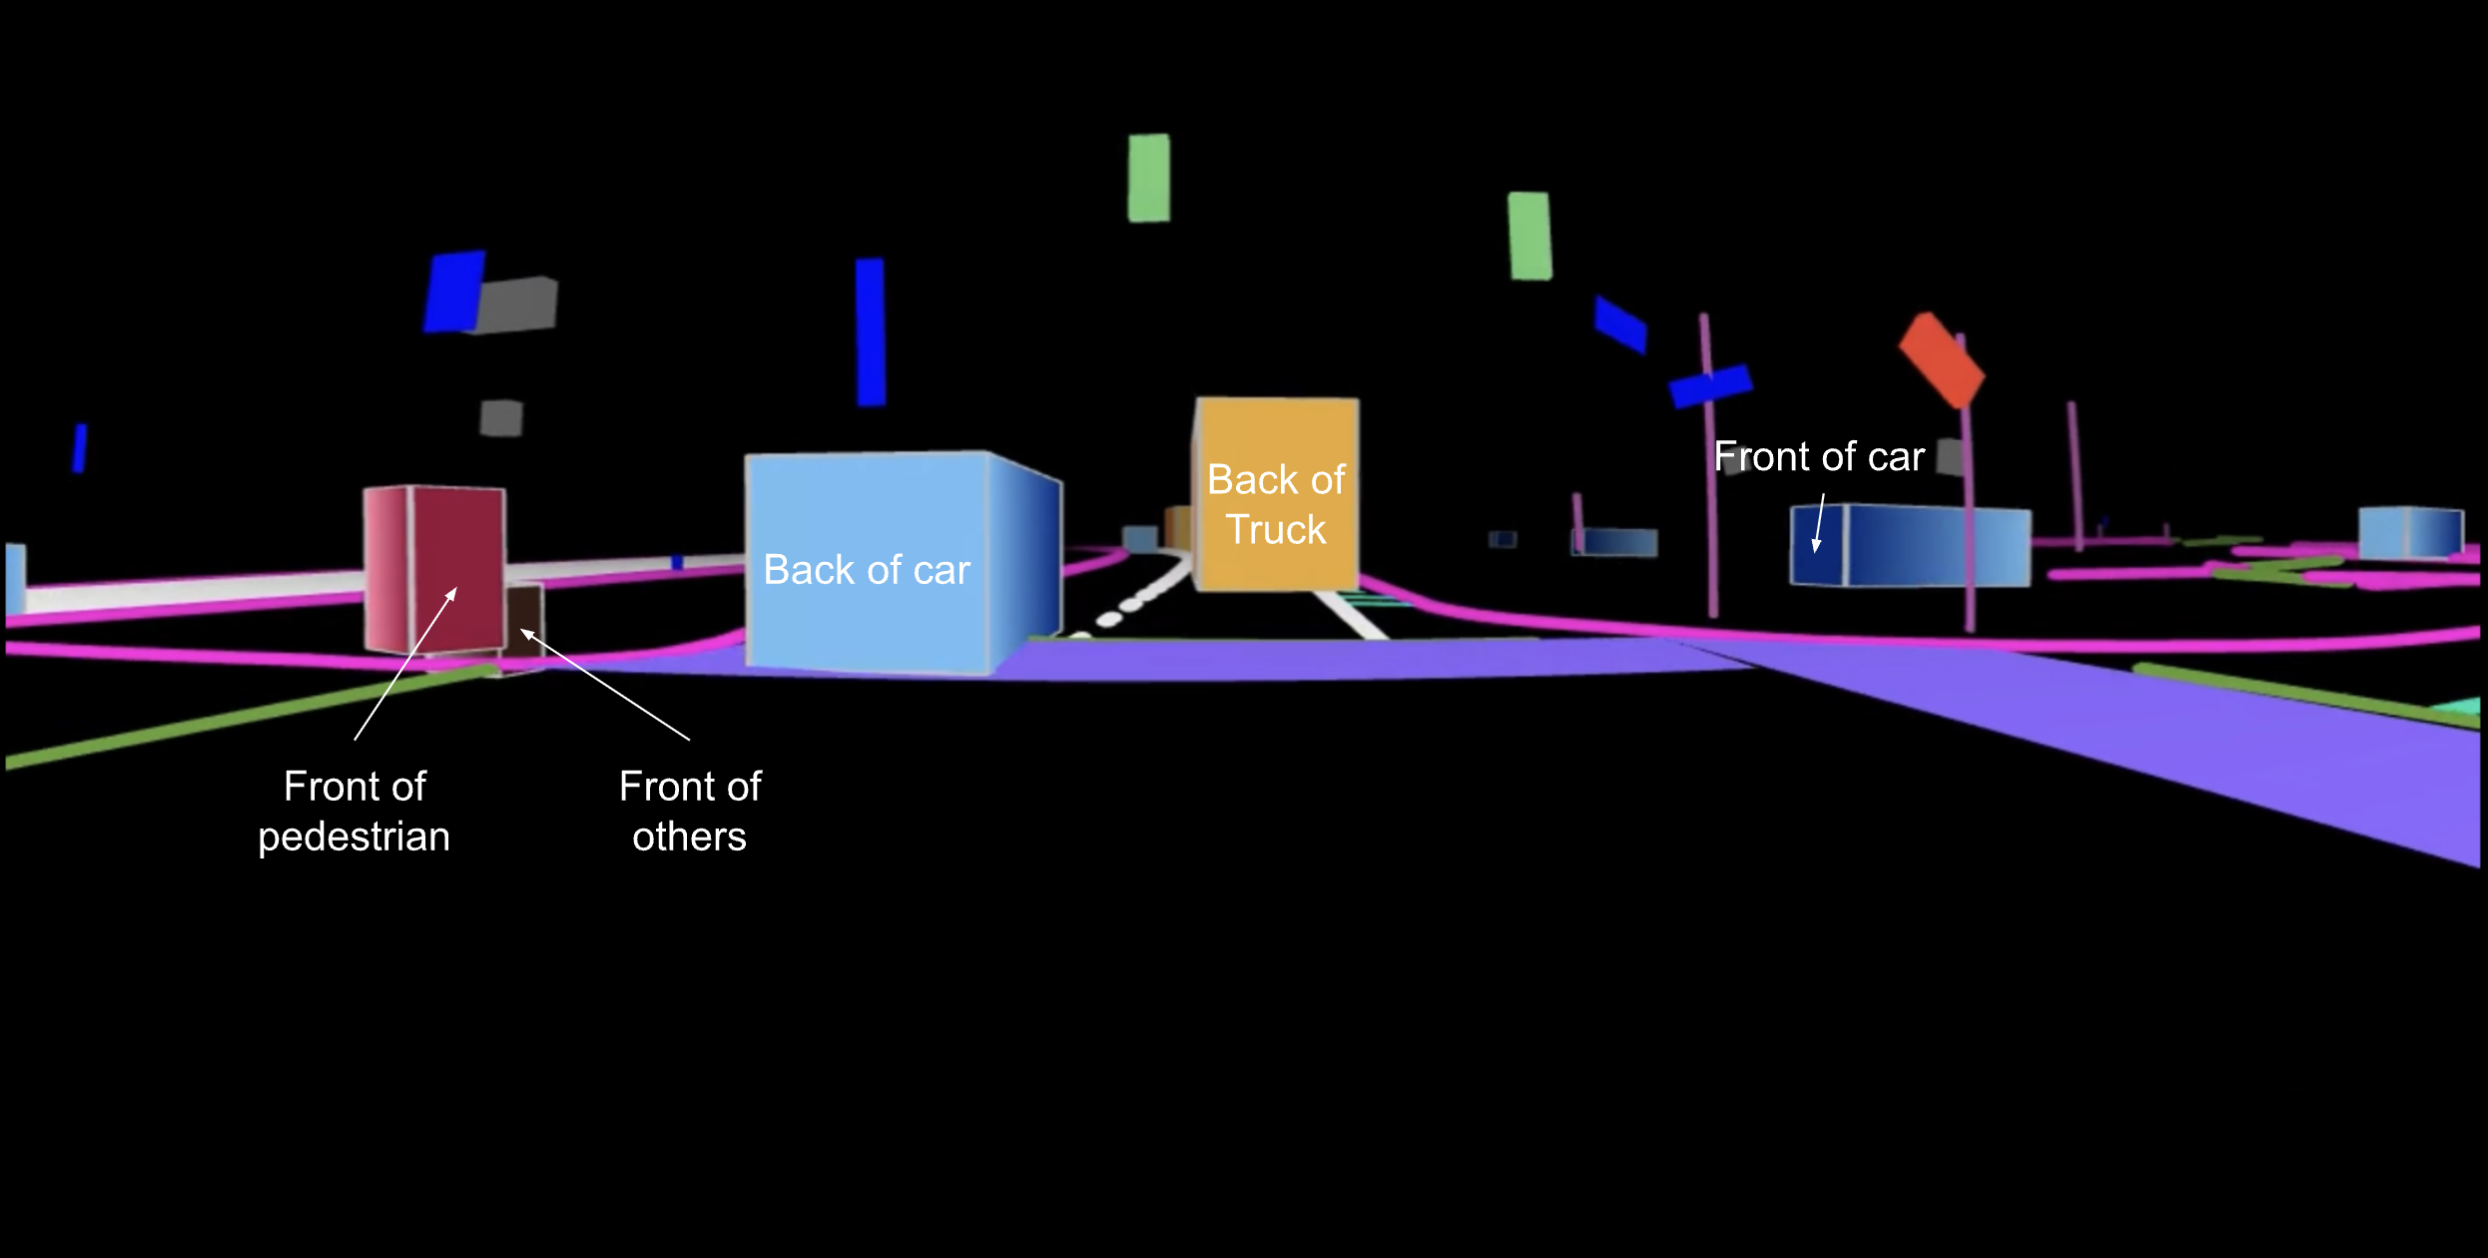 Back of
Truck
Front of car
Back of car
Front of
pedestrian
Front of
others